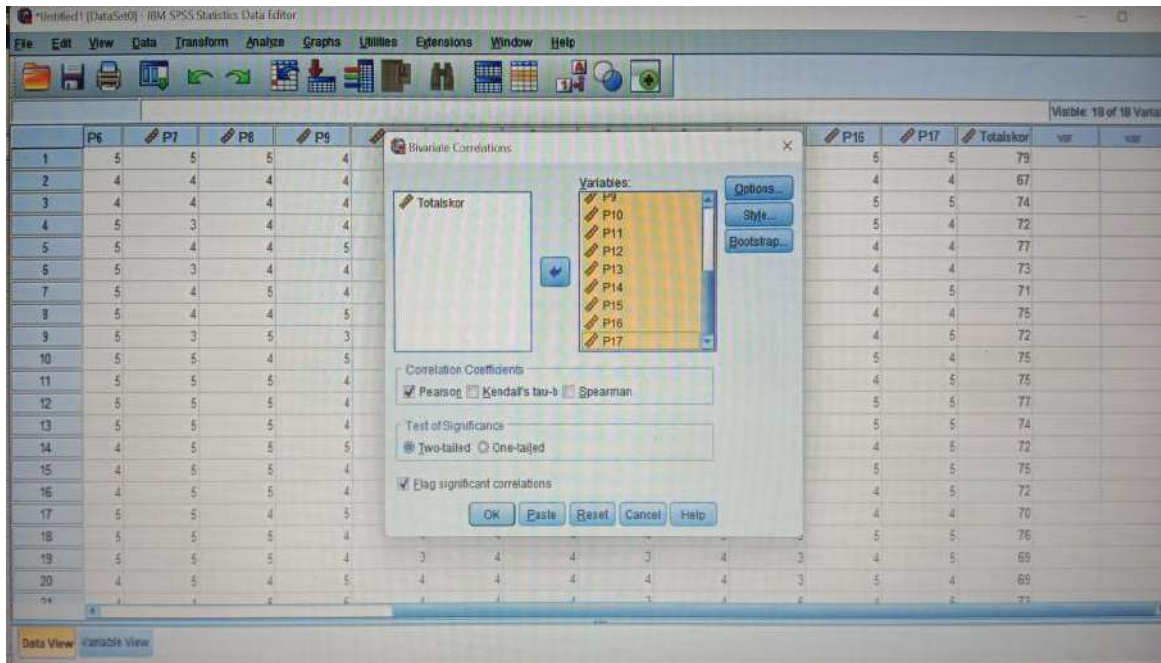 *Untitled1 [DataSet0] - IBM SPSS Statistics Data Editor
File Edit View Data Transform Analyze Graphs Utilities Extensions Window Help
Visible: 18 of 18 Varia
P6 P7 P8 P9 P16 P17 Totalskor var var
1 5 5 5 4 5 5 79
2 4 4 4 4 4 4 67
3 4 4 4 4 5 5 74
4 5 3 4 4 5 4 72
5 5 4 4 5 4 4 77
6 5 3 4 4 4 4 73
7 5 4 5 4 4 5 71
8 5 4 4 5 4 4 75
9 5 3 5 3 4 5 72
10 5 5 4 5 5 4 75
11 5 5 5 4 4 5 75
12 5 5 5 4 5 5 77
13 5 5 5 4 5 5 74
14 4 5 5 5 4 5 72
15 4 5 5 4 5 5 75
16 4 5 5 4 4 5 72
17 5 5 4 5 4 4 70
18 5 5 5 4 5 5 76
19 5 5 5 4 3 4 4 3 4 3 4 5 69
20 4 5 4 5 4 4 4 4 4 3 5 4 69
Bivariate Correlations
Totalskor
Variables:
P9
P10
P11
P12
P13
P14
P15
P16
P17
Options...
Style...
Bootstrap...
Correlation Coefficients
Pearson Kendall's tau-b Spearman
Test of Significance
Two-tailed One-tailed
Flag significant correlations
OK Paste Reset Cancel Help
Data View Variable View